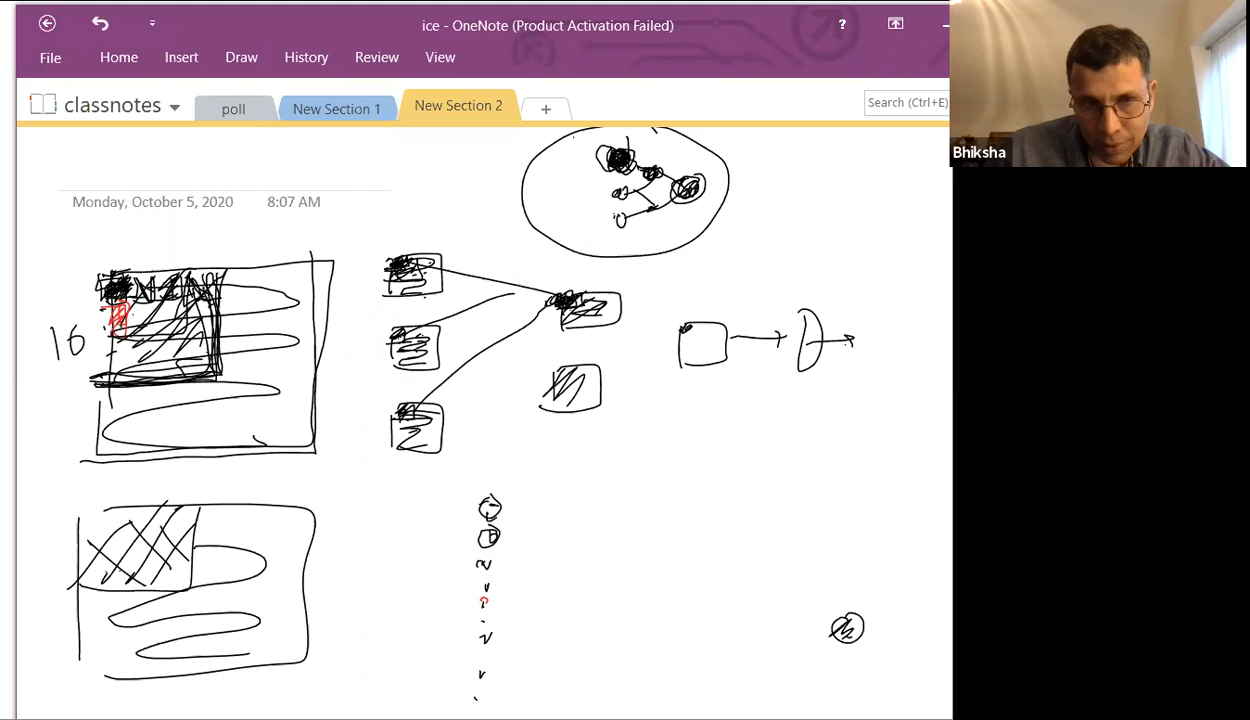 ice - OneNote (Product Activation Failed)
?
File Home Insert Draw History Review View
classnotes poll New Section 1 New Section 2 + Search (Ctrl+E)
Bhiksha
Monday, October 5, 2020 8:07 AM
16